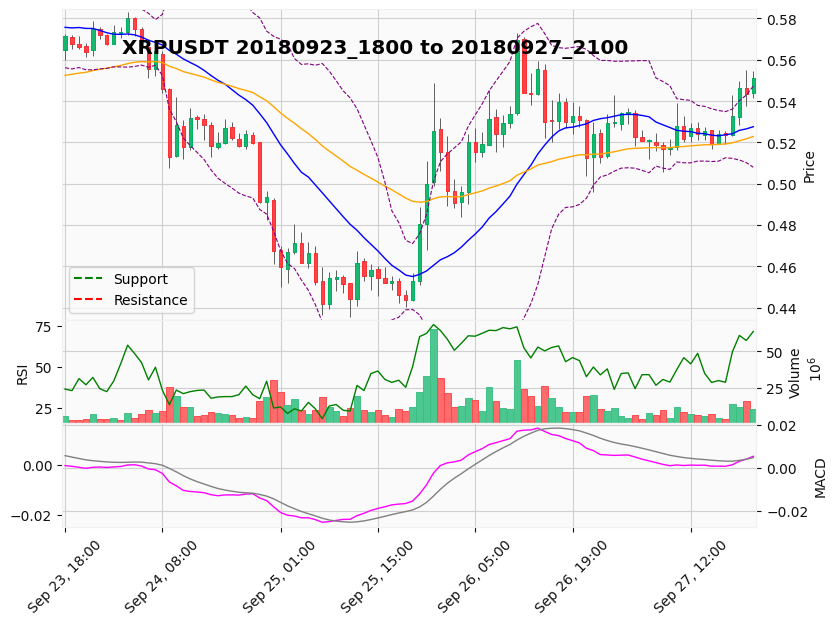 XRPUSDT 20180923_1800 to 20180927_2100
0.58
0.56
0.54
0.52
0.50
0.48
0.46
0.44
Price
Support
Resistance
75
50
25
RSI
50
25
Volume
10^6
0.00
−0.02
0.02
0.00
−0.02
MACD
Sep 23, 18:00
Sep 24, 08:00
Sep 25, 01:00
Sep 25, 15:00
Sep 26, 05:00
Sep 26, 19:00
Sep 27, 12:00